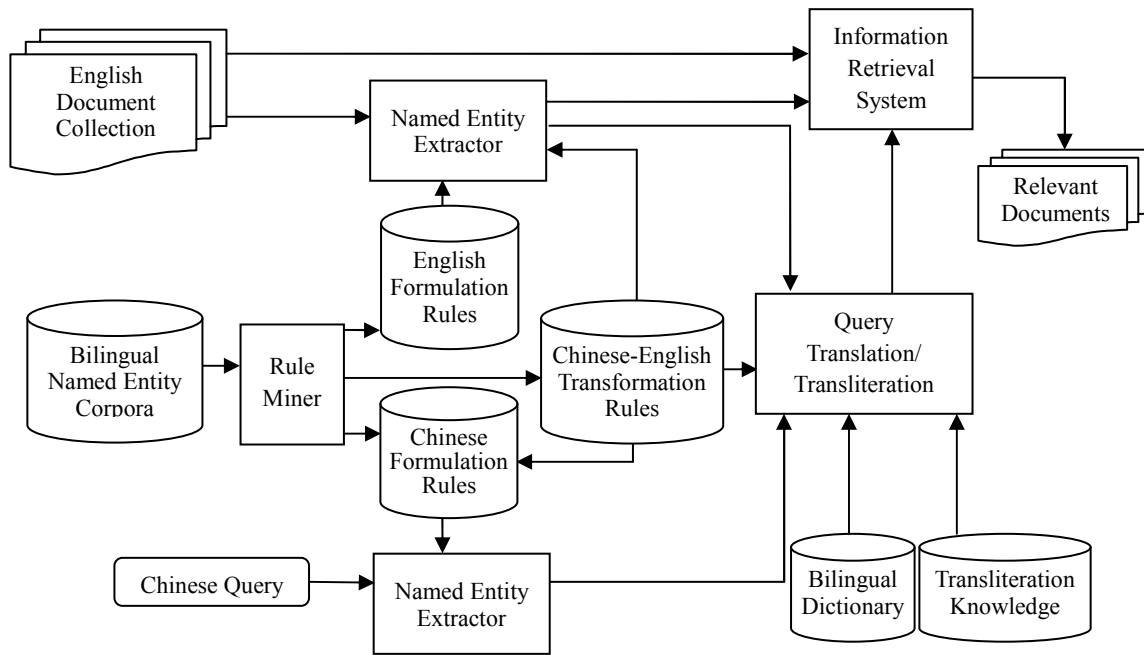 English
Document
Collection
Named Entity
Extractor
Information
Retrieval
System
Relevant
Documents
English
Formulation
Rules
Bilingual
Named Entity
Corpora
Rule
Miner
Chinese-English
Transformation
Rules
Query
Translation/
Transliteration
Chinese
Formulation
Rules
Chinese Query
Named Entity
Extractor
Bilingual
Dictionary
Transliteration
Knowledge